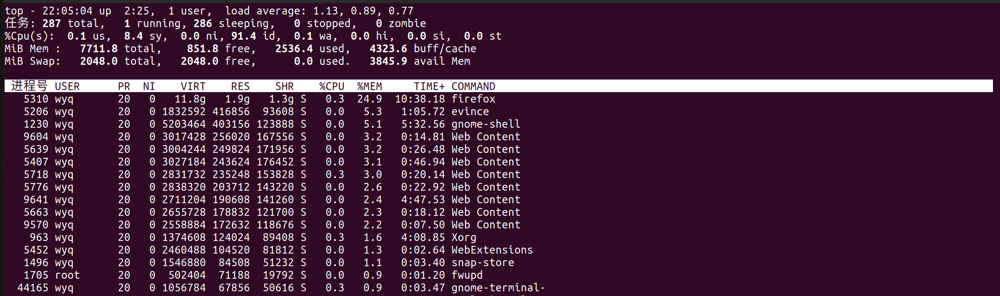 top - 22:05:04 up  2:25,  1 user,  load average: 1.13, 0.89, 0.77
任务: 287 total,   1 running, 286 sleeping,   0 stopped,   0 zombie
%Cpu(s):  0.1 us,  8.4 sy,  0.0 ni, 91.4 id,  0.1 wa,  0.0 hi,  0.0 si,  0.0 st
MiB Mem :   7711.8 total,    851.8 free,   2536.4 used,   4323.6 buff/cache
MiB Swap:   2048.0 total,   2048.0 free,      0.0 used.   3845.9 avail Mem
进程号 USER      PR  NI    VIRT    RES    SHR    %CPU  %MEM     TIME+ COMMAND
5310 wyq       20   0   11.8g   1.9g   1.3g S   0.3  24.9  10:38.18 firefox
5206 wyq       20   0 1832592 416856  93608 S   0.0   5.3   1:05.72 evince
1230 wyq       20   0 5203464 403156 123888 S   0.0   5.1   5:32.56 gnome-shell
9604 wyq       20   0 3017428 256020 167556 S   0.0   3.2   0:14.81 Web Content
5639 wyq       20   0 3004244 249824 171956 S   0.0   3.2   0:26.48 Web Content
5407 wyq       20   0 3027184 243624 176452 S   0.0   3.1   0:46.94 Web Content
5718 wyq       20   0 2831732 235248 153828 S   0.3   3.0   0:20.14 Web Content
5776 wyq       20   0 2838320 203712 143220 S   0.0   2.6   0:22.92 Web Content
9641 wyq       20   0 2711204 190608 141260 S   0.0   2.4   4:47.53 Web Content
5663 wyq       20   0 2655728 178832 121700 S   0.0   2.3   0:18.12 Web Content
9570 wyq       20   0 2558884 172632 118676 S   0.0   2.2   0:07.50 Web Content
963 wyq       20   0 1374608 124024  89408 S   0.3   1.6   4:08.85 Xorg
5452 wyq       20   0 2460488 104520  81812 S   0.0   1.3   0:02.64 WebExtensions
1496 wyq       20   0 1546880  84508  51232 S   0.0   1.1   0:03.40 snap-store
1705 root      20   0  502404  71188  19792 S   0.0   0.9   0:01.20 fwupd
44165 wyq       20   0 1056784  67856  50616 S   0.3   0.9   0:03.47 gnome-terminal-